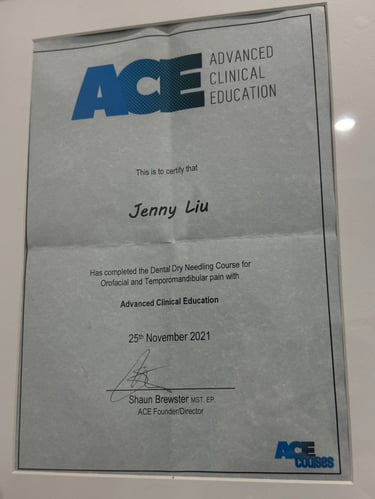 ACE ADVANCED
CLINICAL
EDUCATION
This is to certify that
Jenny Liu
Has completed the Dental Dry Needling Course for
Orofacial and Temporomandibular pain with
Advanced Clinical Education
25th November 2021
Shaun Brewster MST, EP
ACE Founder/Director
ACE
COURSES